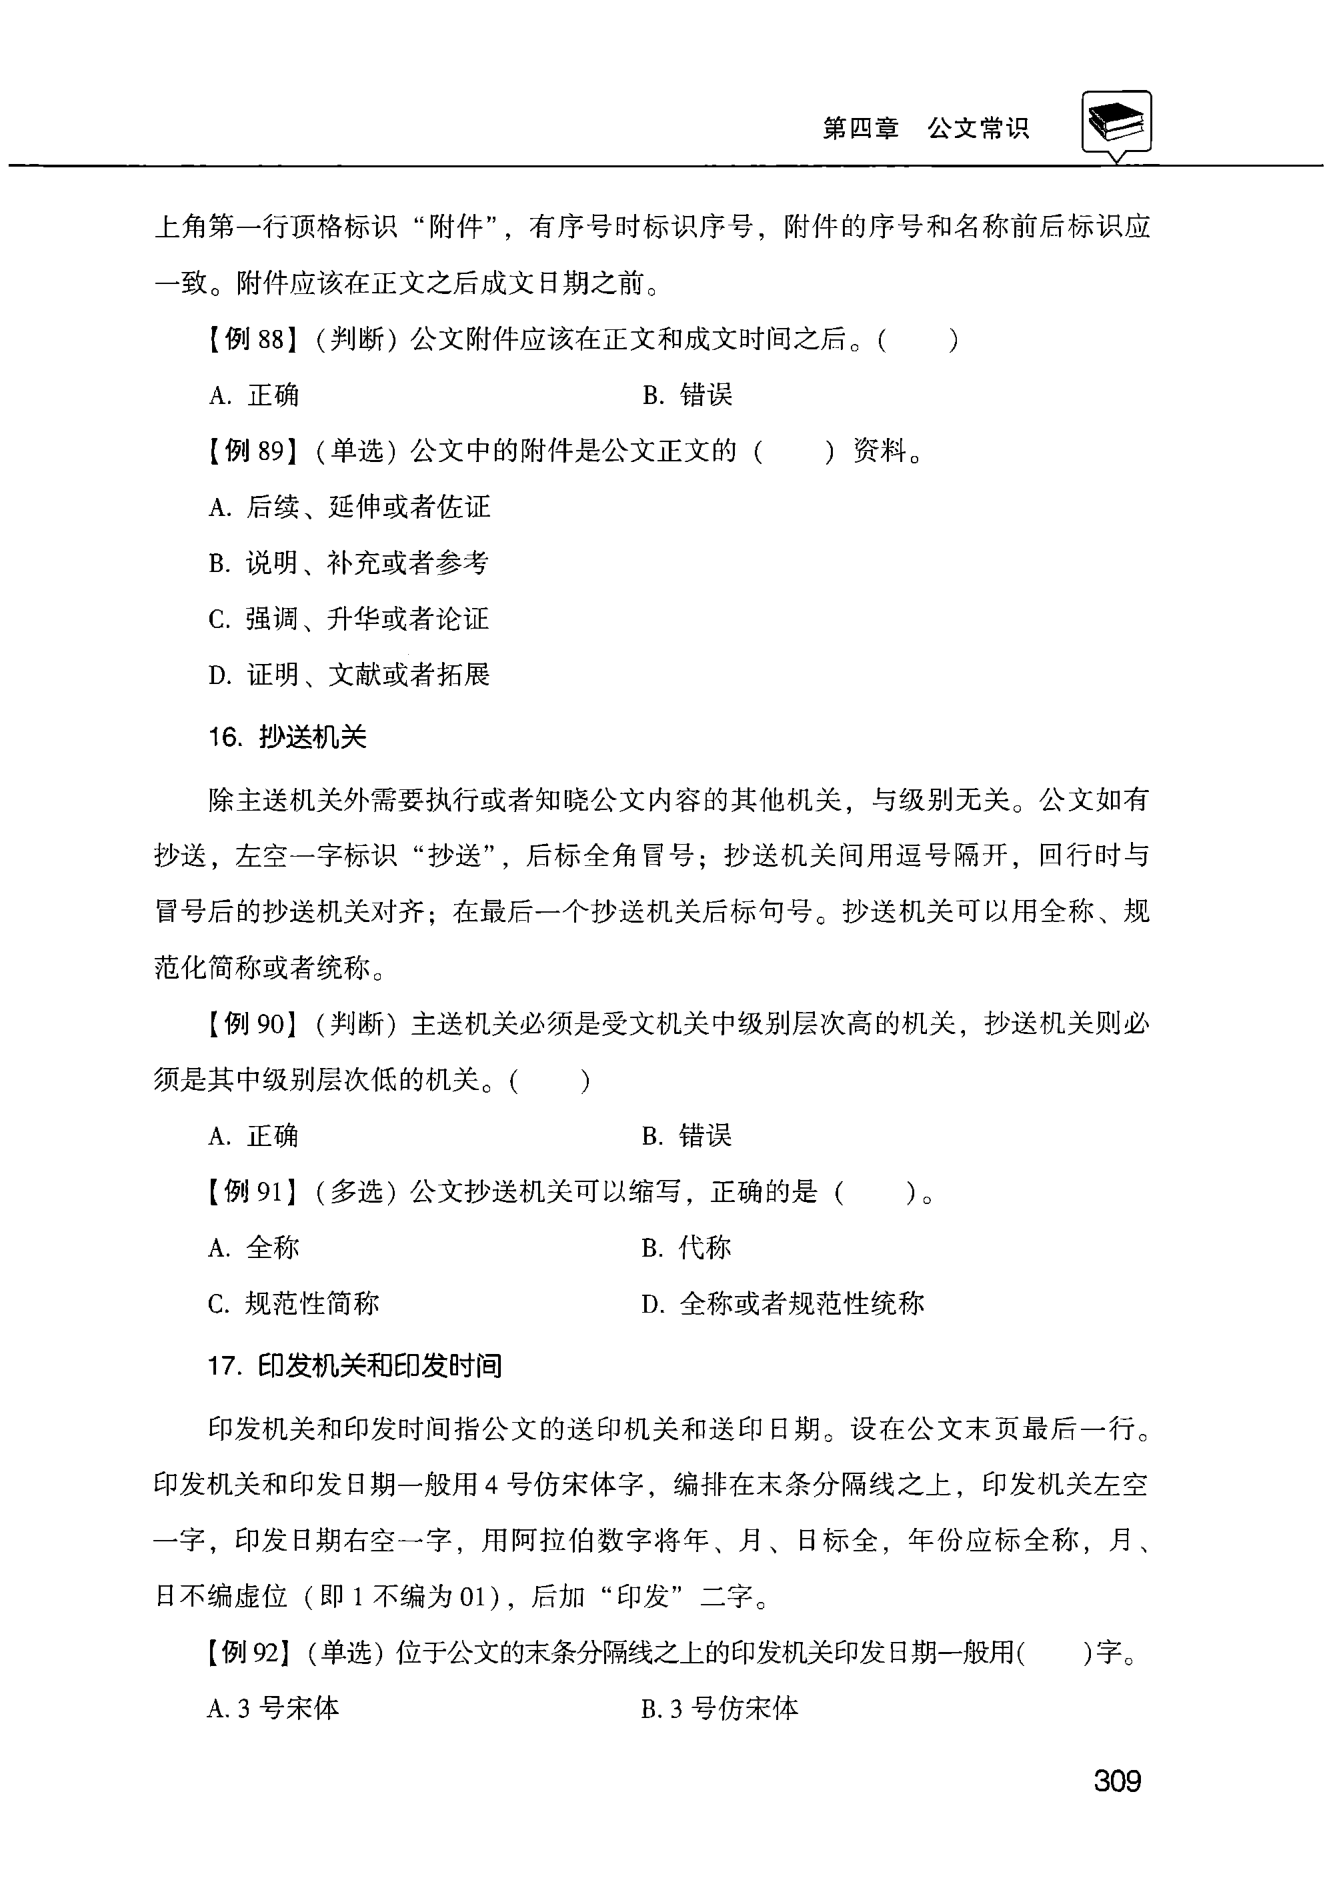 第四章 公文常识
上角第一行顶格标识“附件”，有序号时标识序号，附件的序号和名称前后标识应
一致。附件应该在正文之后成文日期之前。
【例 88】（判断）公文附件应该在正文和成文时间之后。(　　)
A. 正确　　B. 错误
【例 89】（单选）公文中的附件是公文正文的（　　）资料。
A. 后续、延伸或者佐证
B. 说明、补充或者参考
C. 强调、升华或者论证
D. 证明、文献或者拓展
16. 抄送机关
除主送机关外需要执行或者知晓公文内容的其他机关，与级别无关。公文如有
抄送，左空一字标识“抄送”，后标全角冒号；抄送机关间用逗号隔开，回行时与
冒号后的抄送机关对齐；在最后一个抄送机关后标句号。抄送机关可以用全称、规
范化简称或者统称。
【例 90】（判断）主送机关必须是受文机关中级别层次高的机关，抄送机关则必
须是其中级别层次低的机关。(　　)
A. 正确　　B. 错误
【例 91】（多选）公文抄送机关可以缩写，正确的是（　　）。
A. 全称　　B. 代称
C. 规范性简称　　D. 全称或者规范性统称
17. 印发机关和印发时间
印发机关和印发时间指公文的送印机关和送印日期。设在公文末页最后一行。
印发机关和印发日期一般用 4 号仿宋体字，编排在末条分隔线之上，印发机关左空
一字，印发日期右空一字，用阿拉伯数字将年、月、日标全，年份应标全称，月、
日不编虚位（即 1 不编为 01），后加“印发”二字。
【例 92】（单选）位于公文的末条分隔线之上的印发机关印发日期一般用(　　)字。
A. 3 号宋体　　B. 3 号仿宋体
309